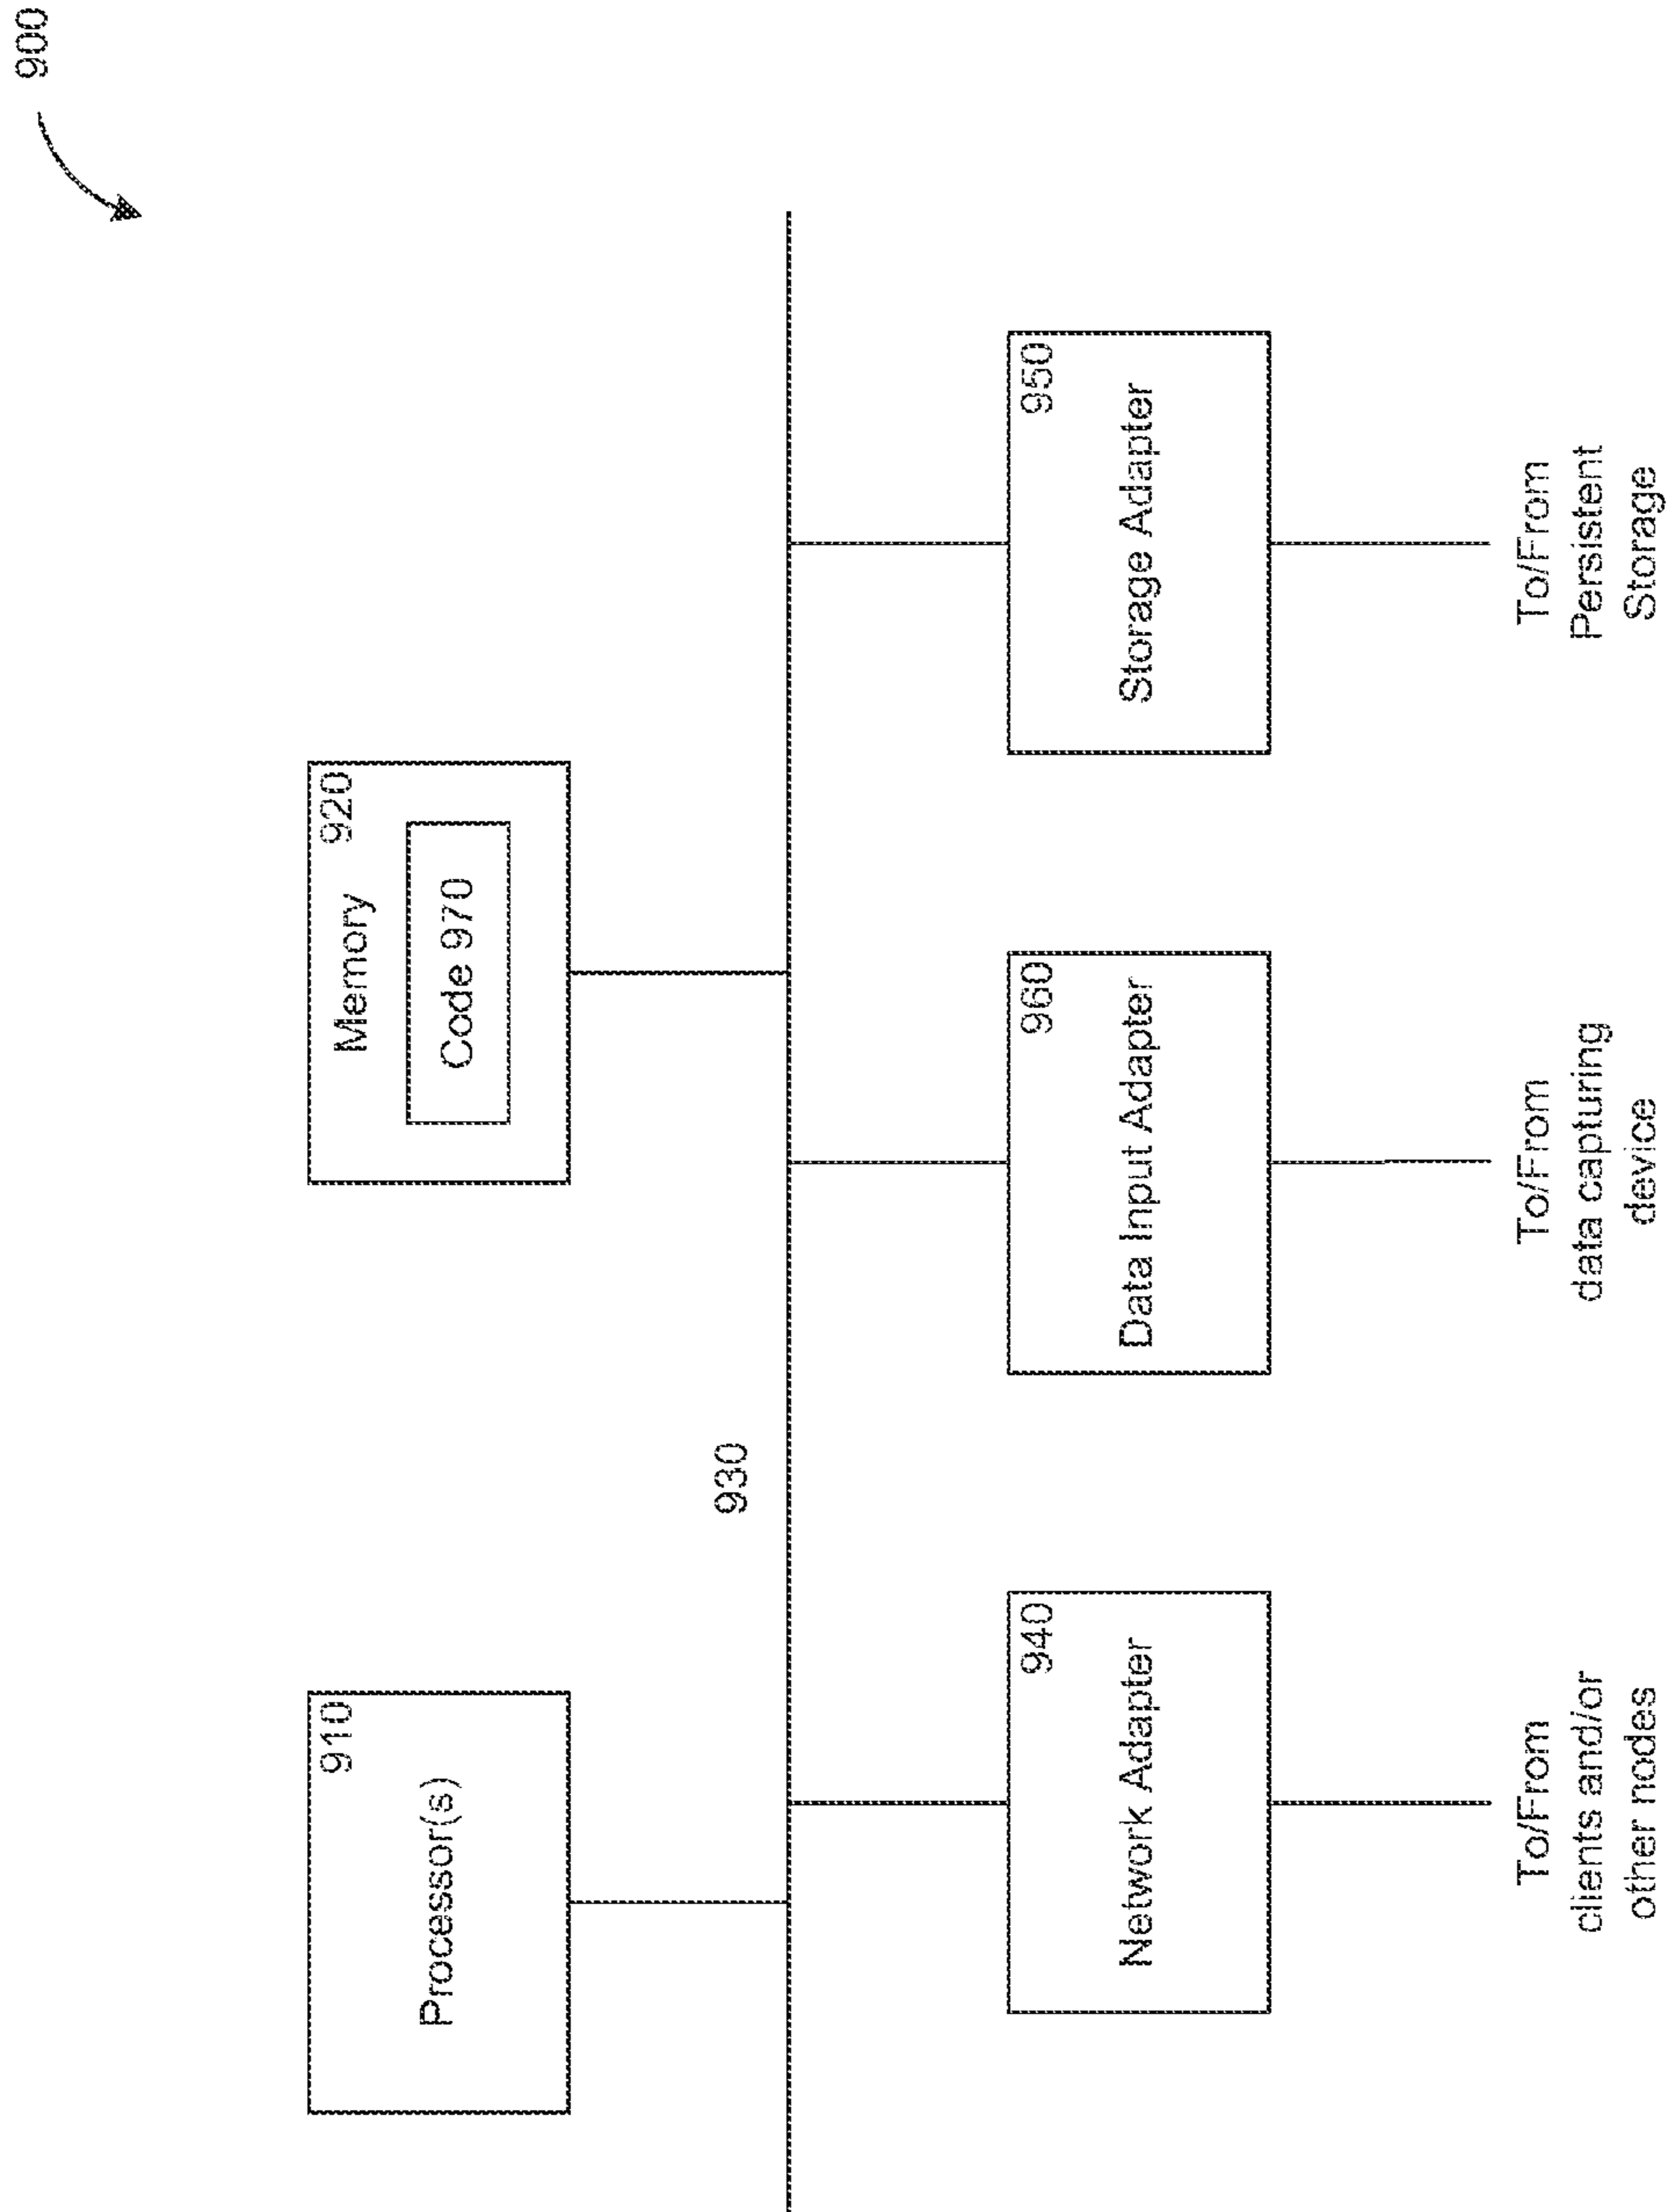 900
910
Processor(s)
920
Memory
Code 970
930
940
Network Adapter
960
Data Input Adapter
950
Storage Adapter
To/From
clients and/or
other nodes
To/From
data capturing
device
To/From
Persistent
Storage